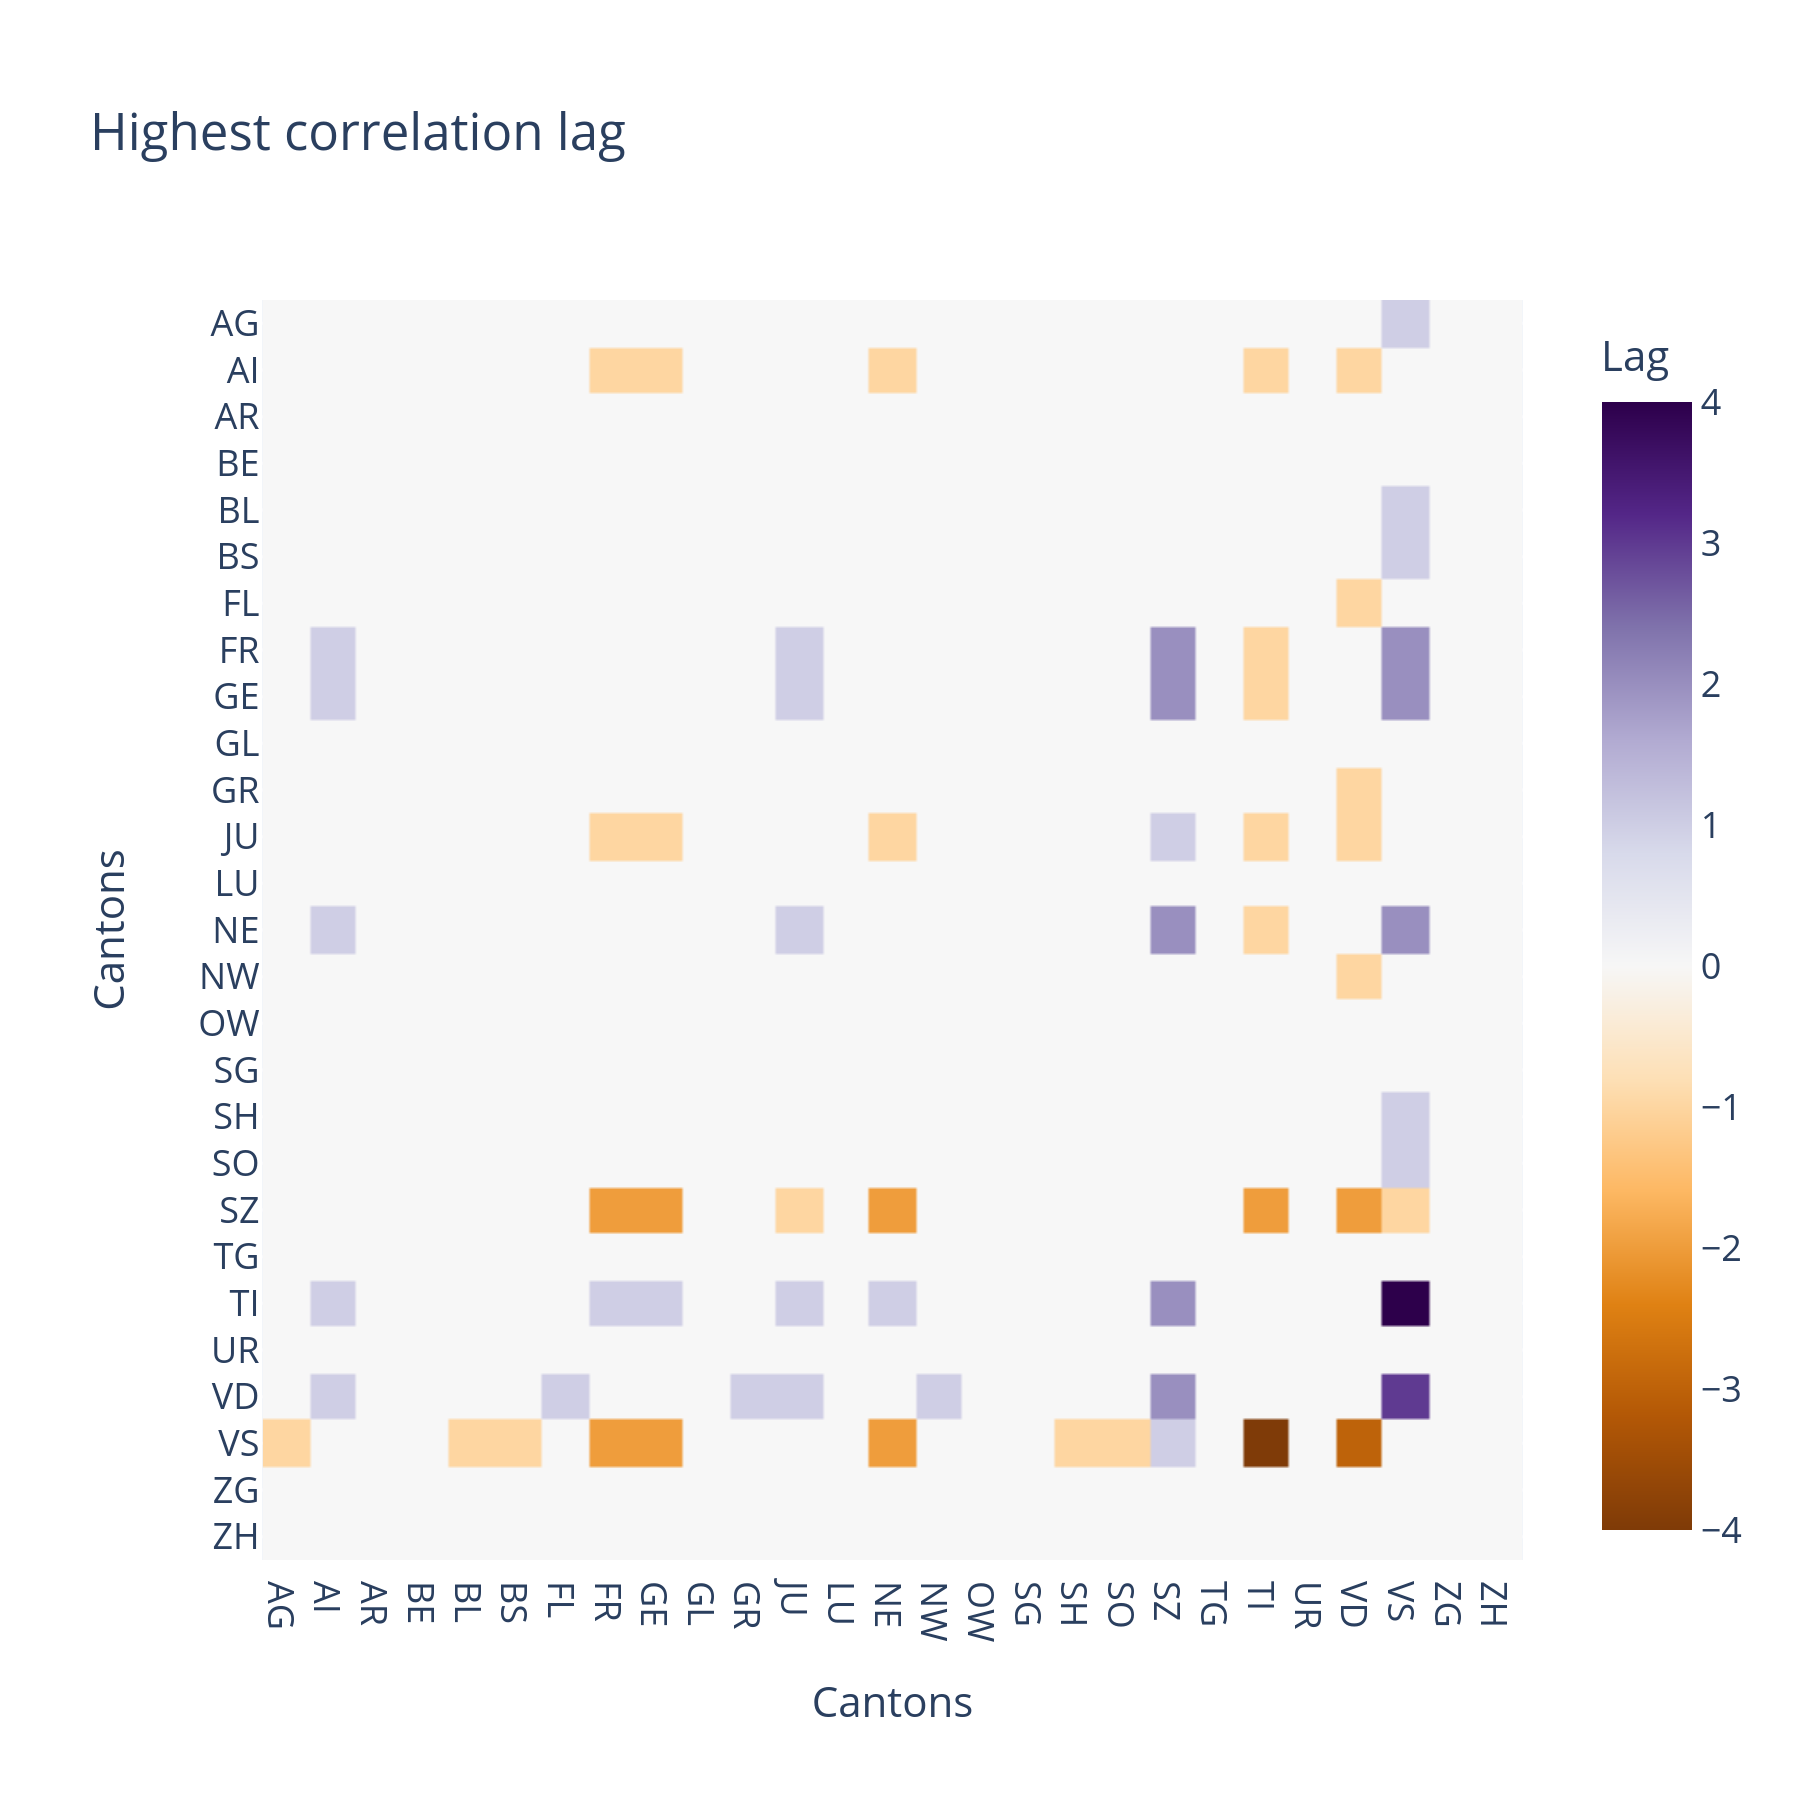 Highest correlation lag
Cantons
AG
AI
AR
BE
BL
BS
FL
FR
GE
GL
GR
JU
LU
NE
NW
OW
SG
SH
SO
SZ
TG
TI
UR
VD
VS
ZG
ZH
AG AI AR BE BL BS FL FR GE GL GR JU LU NE NW OW SG SH SO SZ TG TI UR VD VS ZG ZH
Cantons
Lag
4
3
2
1
0
−1
−2
−3
−4